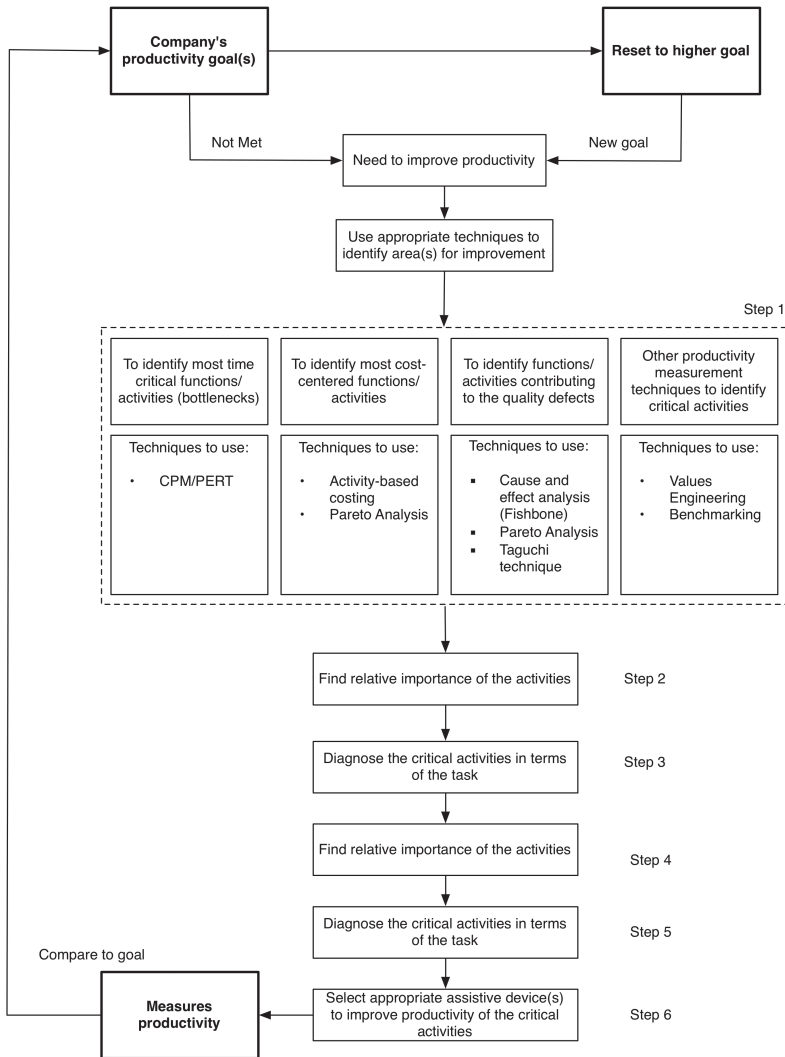 Company's
productivity goal(s)
Reset to higher goal
Not Met
New goal
Need to improve productivity
Use appropriate techniques to
identify area(s) for improvement
Step 1
To identify most time
critical functions/
activities (bottlenecks)
To identify most cost-
centered functions/
activities
To identify functions/
activities contributing
to the quality defects
Other productivity
measurement
techniques to identify
critical activities
Techniques to use:
• CPM/PERT
Techniques to use:
• Activity-based
costing
• Pareto Analysis
Techniques to use:
▪ Cause and
effect analysis
(Fishbone)
▪ Pareto Analysis
▪ Taguchi
technique
Techniques to use:
• Values
Engineering
• Benchmarking
Find relative importance of the activities
Step 2
Diagnose the critical activities in terms
of the task
Step 3
Find relative importance of the activities
Step 4
Diagnose the critical activities in terms
of the task
Step 5
Compare to goal
Measures
productivity
Select appropriate assistive device(s)
to improve productivity of the critical
activities
Step 6